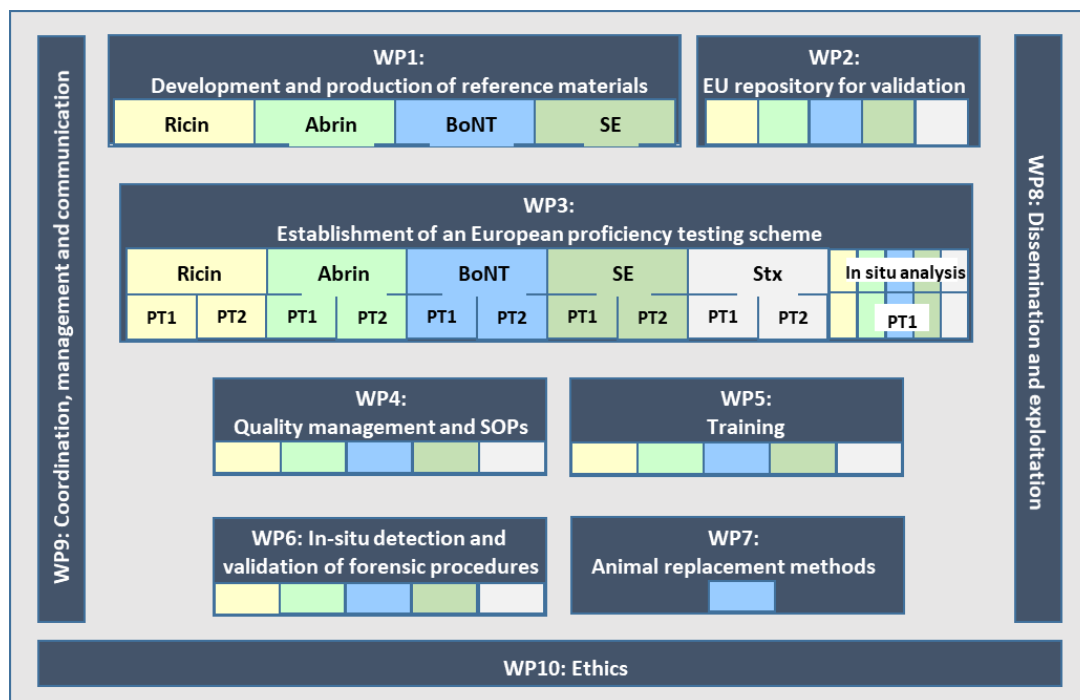 WP9: Coordination, management and communication
WP1:
Development and production of reference materials
Ricin
Abrin
BoNT
SE
WP2:
EU repository for validation
WP3:
Establishment of an European proficiency testing scheme
Ricin
Abrin
BoNT
SE
Stx
In situ analysis
PT1
PT2
PT1
PT2
PT1
PT2
PT1
PT2
PT1
PT2
PT1
WP4:
Quality management and SOPs
WP5:
Training
WP6: In-situ detection and
validation of forensic procedures
WP7:
Animal replacement methods
WP8: Dissemination and exploitation
WP10: Ethics